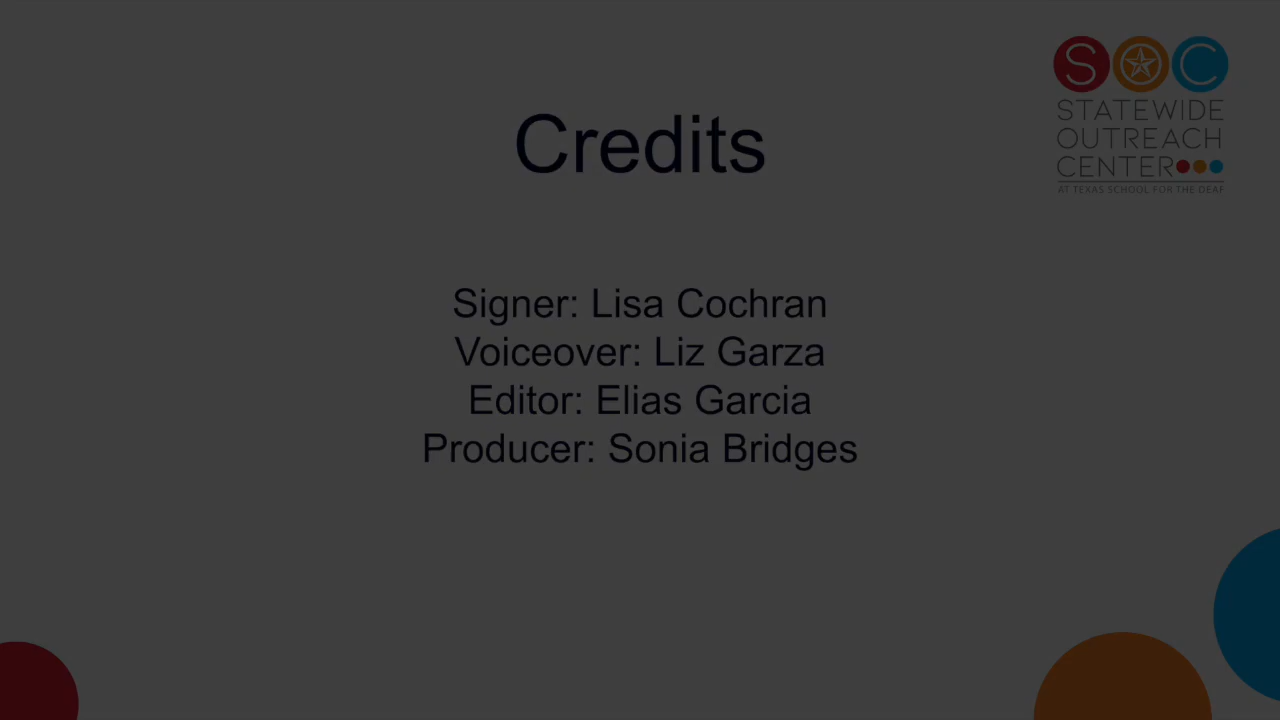 SOC
STATEWIDE
OUTREACH
CENTER
AT TEXAS SCHOOL FOR THE DEAF
Credits
Signer: Lisa Cochran
Voiceover: Liz Garza
Editor: Elias Garcia
Producer: Sonia Bridges